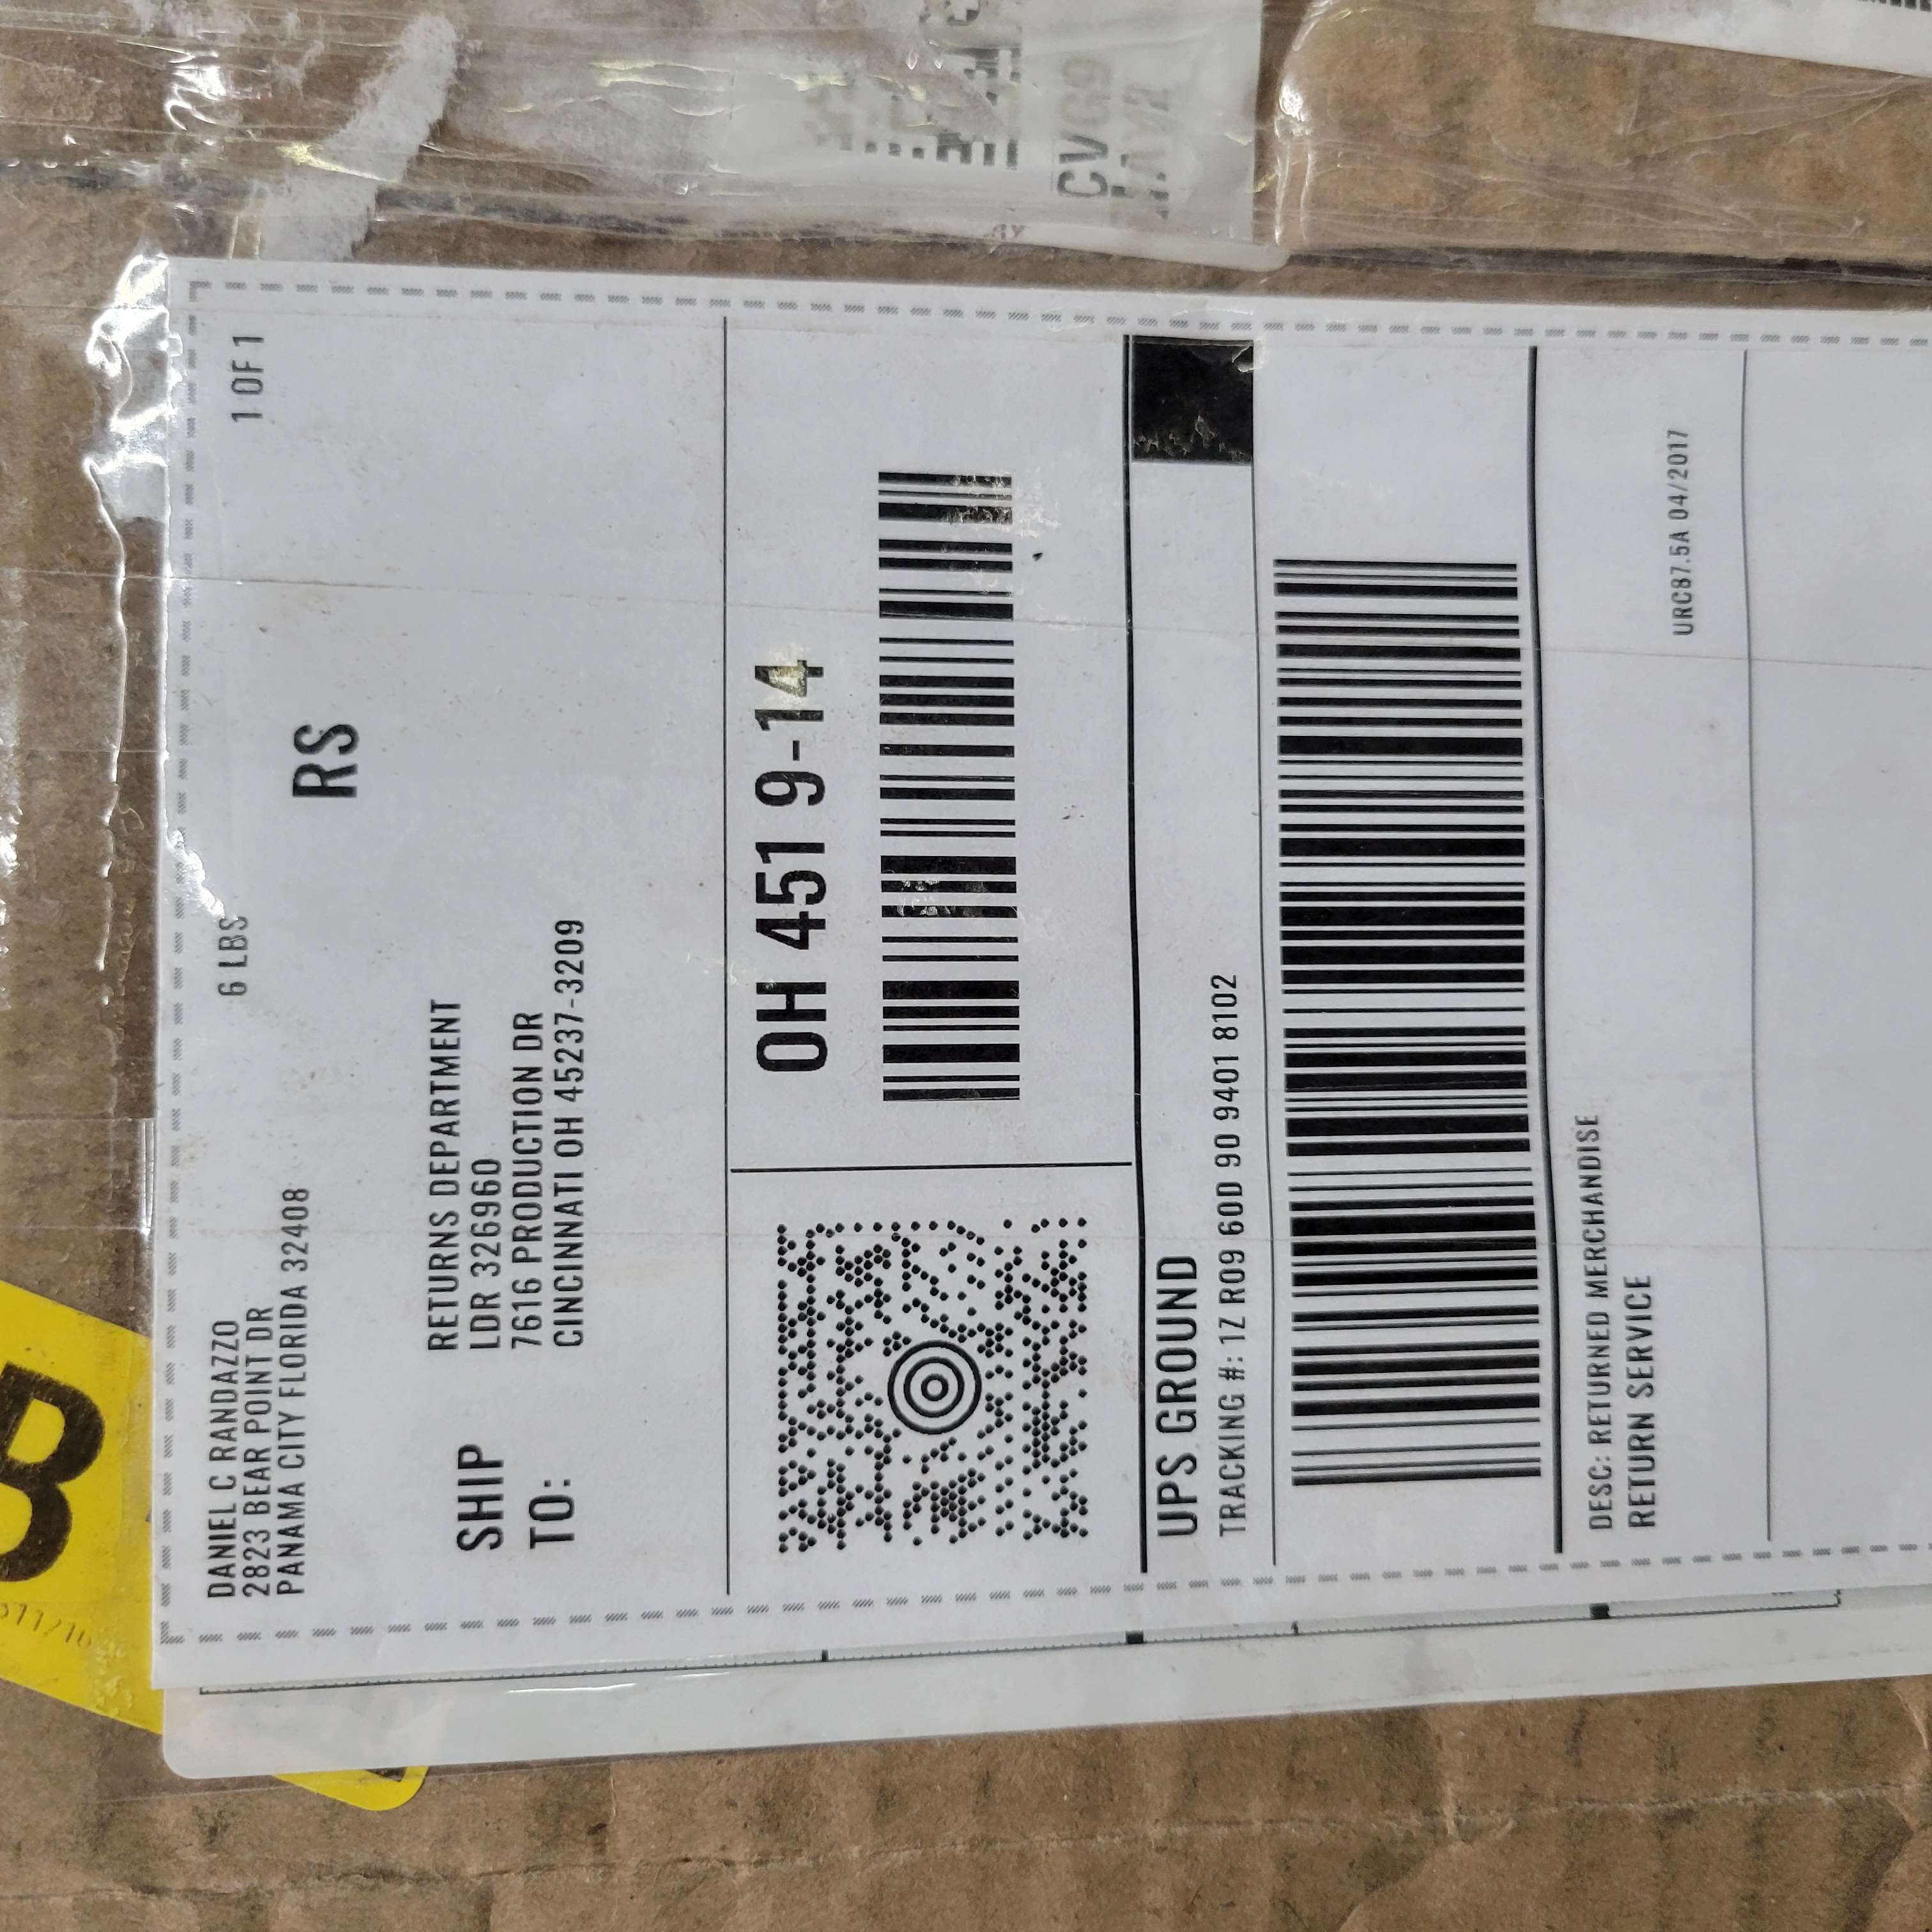 DANIEL C RANDAZZO
2823 BEAR POINT DR
PANAMA CITY FLORIDA 32408
6 LBS
1 OF 1
RS
SHIP
TO:
RETURNS DEPARTMENT
LDR 326960
7616 PRODUCTION DR
CINCINNATI OH 45237-3209
OH 451 9-14
UPS GROUND
TRACKING #: 1Z R09 60D 90 9401 8102
DESC: RETURNED MERCHANDISE
RETURN SERVICE
URC87.5A 04/2017
B
CVG9